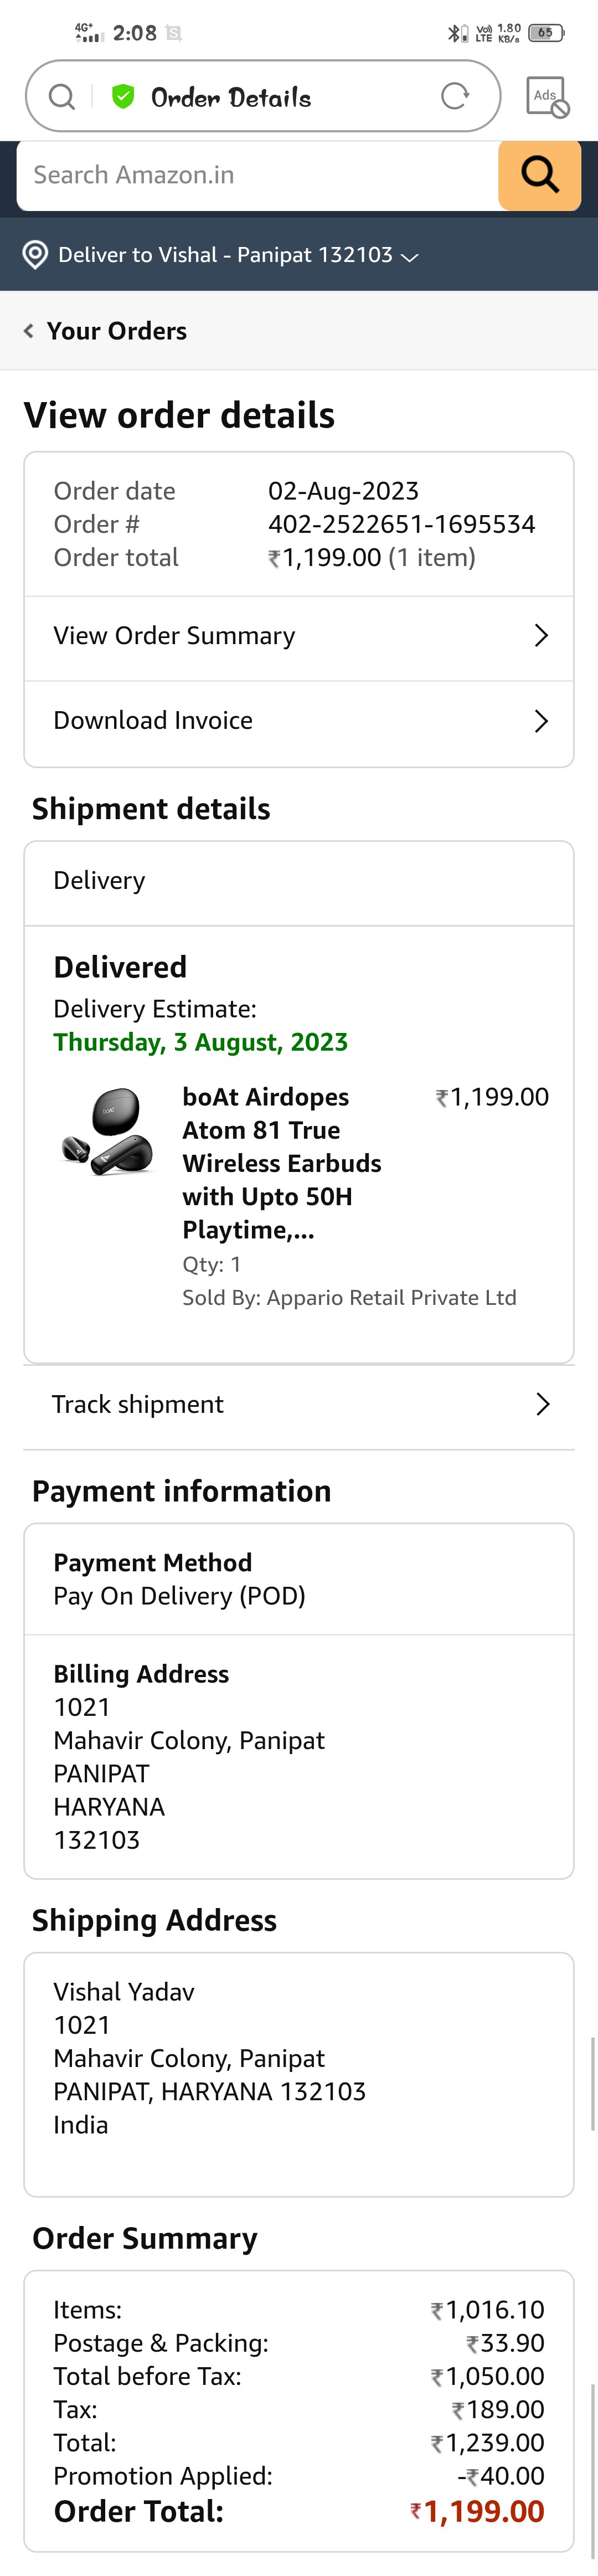 4G+ 2:08 S Vo) LTE 1.80 KB/s 65
Order Details Ads
Search Amazon.in
Deliver to Vishal - Panipat 132103
Your Orders
View order details
Order date 02-Aug-2023
Order # 402-2522651-1695534
Order total ₹1,199.00 (1 item)
View Order Summary
Download Invoice
Shipment details
Delivery
Delivered
Delivery Estimate:
Thursday, 3 August, 2023
boAt Airdopes ₹1,199.00
Atom 81 True
Wireless Earbuds
with Upto 50H
Playtime,...
Qty: 1
Sold By: Appario Retail Private Ltd
Track shipment
Payment information
Payment Method
Pay On Delivery (POD)
Billing Address
1021
Mahavir Colony, Panipat
PANIPAT
HARYANA
132103
Shipping Address
Vishal Yadav
1021
Mahavir Colony, Panipat
PANIPAT, HARYANA 132103
India
Order Summary
Items: ₹1,016.10
Postage & Packing: ₹33.90
Total before Tax: ₹1,050.00
Tax: ₹189.00
Total: ₹1,239.00
Promotion Applied: -₹40.00
Order Total: ₹1,199.00